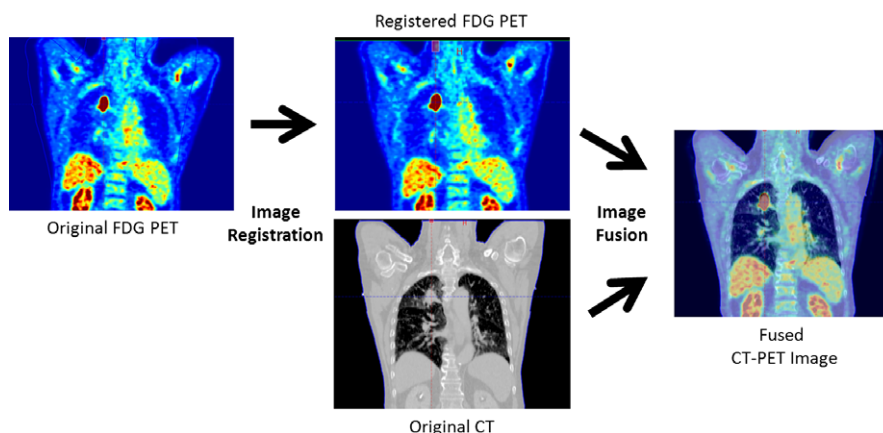 Registered FDG PET
Original FDG PET
Image
Registration
Image
Fusion
Fused
CT-PET Image
Original CT